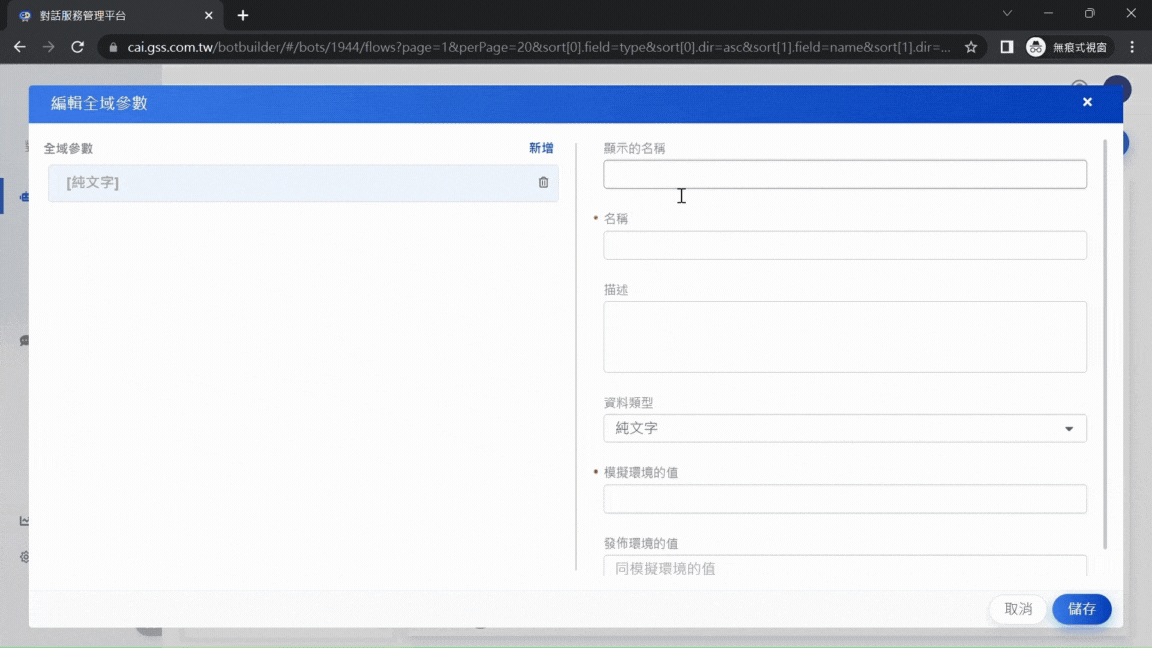 對話服務管理平台
cai.gss.com.tw/botbuilder/#/bots/1944/flows?page=1&perPage=20&sort[0].field=type&sort[0].dir=asc&sort[1].field=name&sort[1].dir=...
無痕式視窗
編輯全域參數
全域參數
新增
[純文字]
顯示的名稱
名稱
描述
資料類型
純文字
模擬環境的值
發佈環境的值
同模擬環境的值
取消
儲存